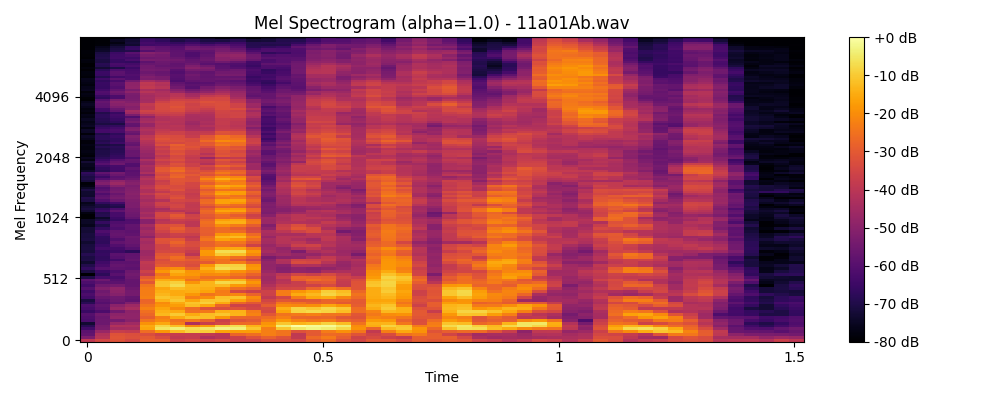 Mel Spectrogram (alpha=1.0) - 11a01Ab.wav
Mel Frequency
4096
2048
1024
512
0
0
0.5
1
1.5
Time
+0 dB
-10 dB
-20 dB
-30 dB
-40 dB
-50 dB
-60 dB
-70 dB
-80 dB